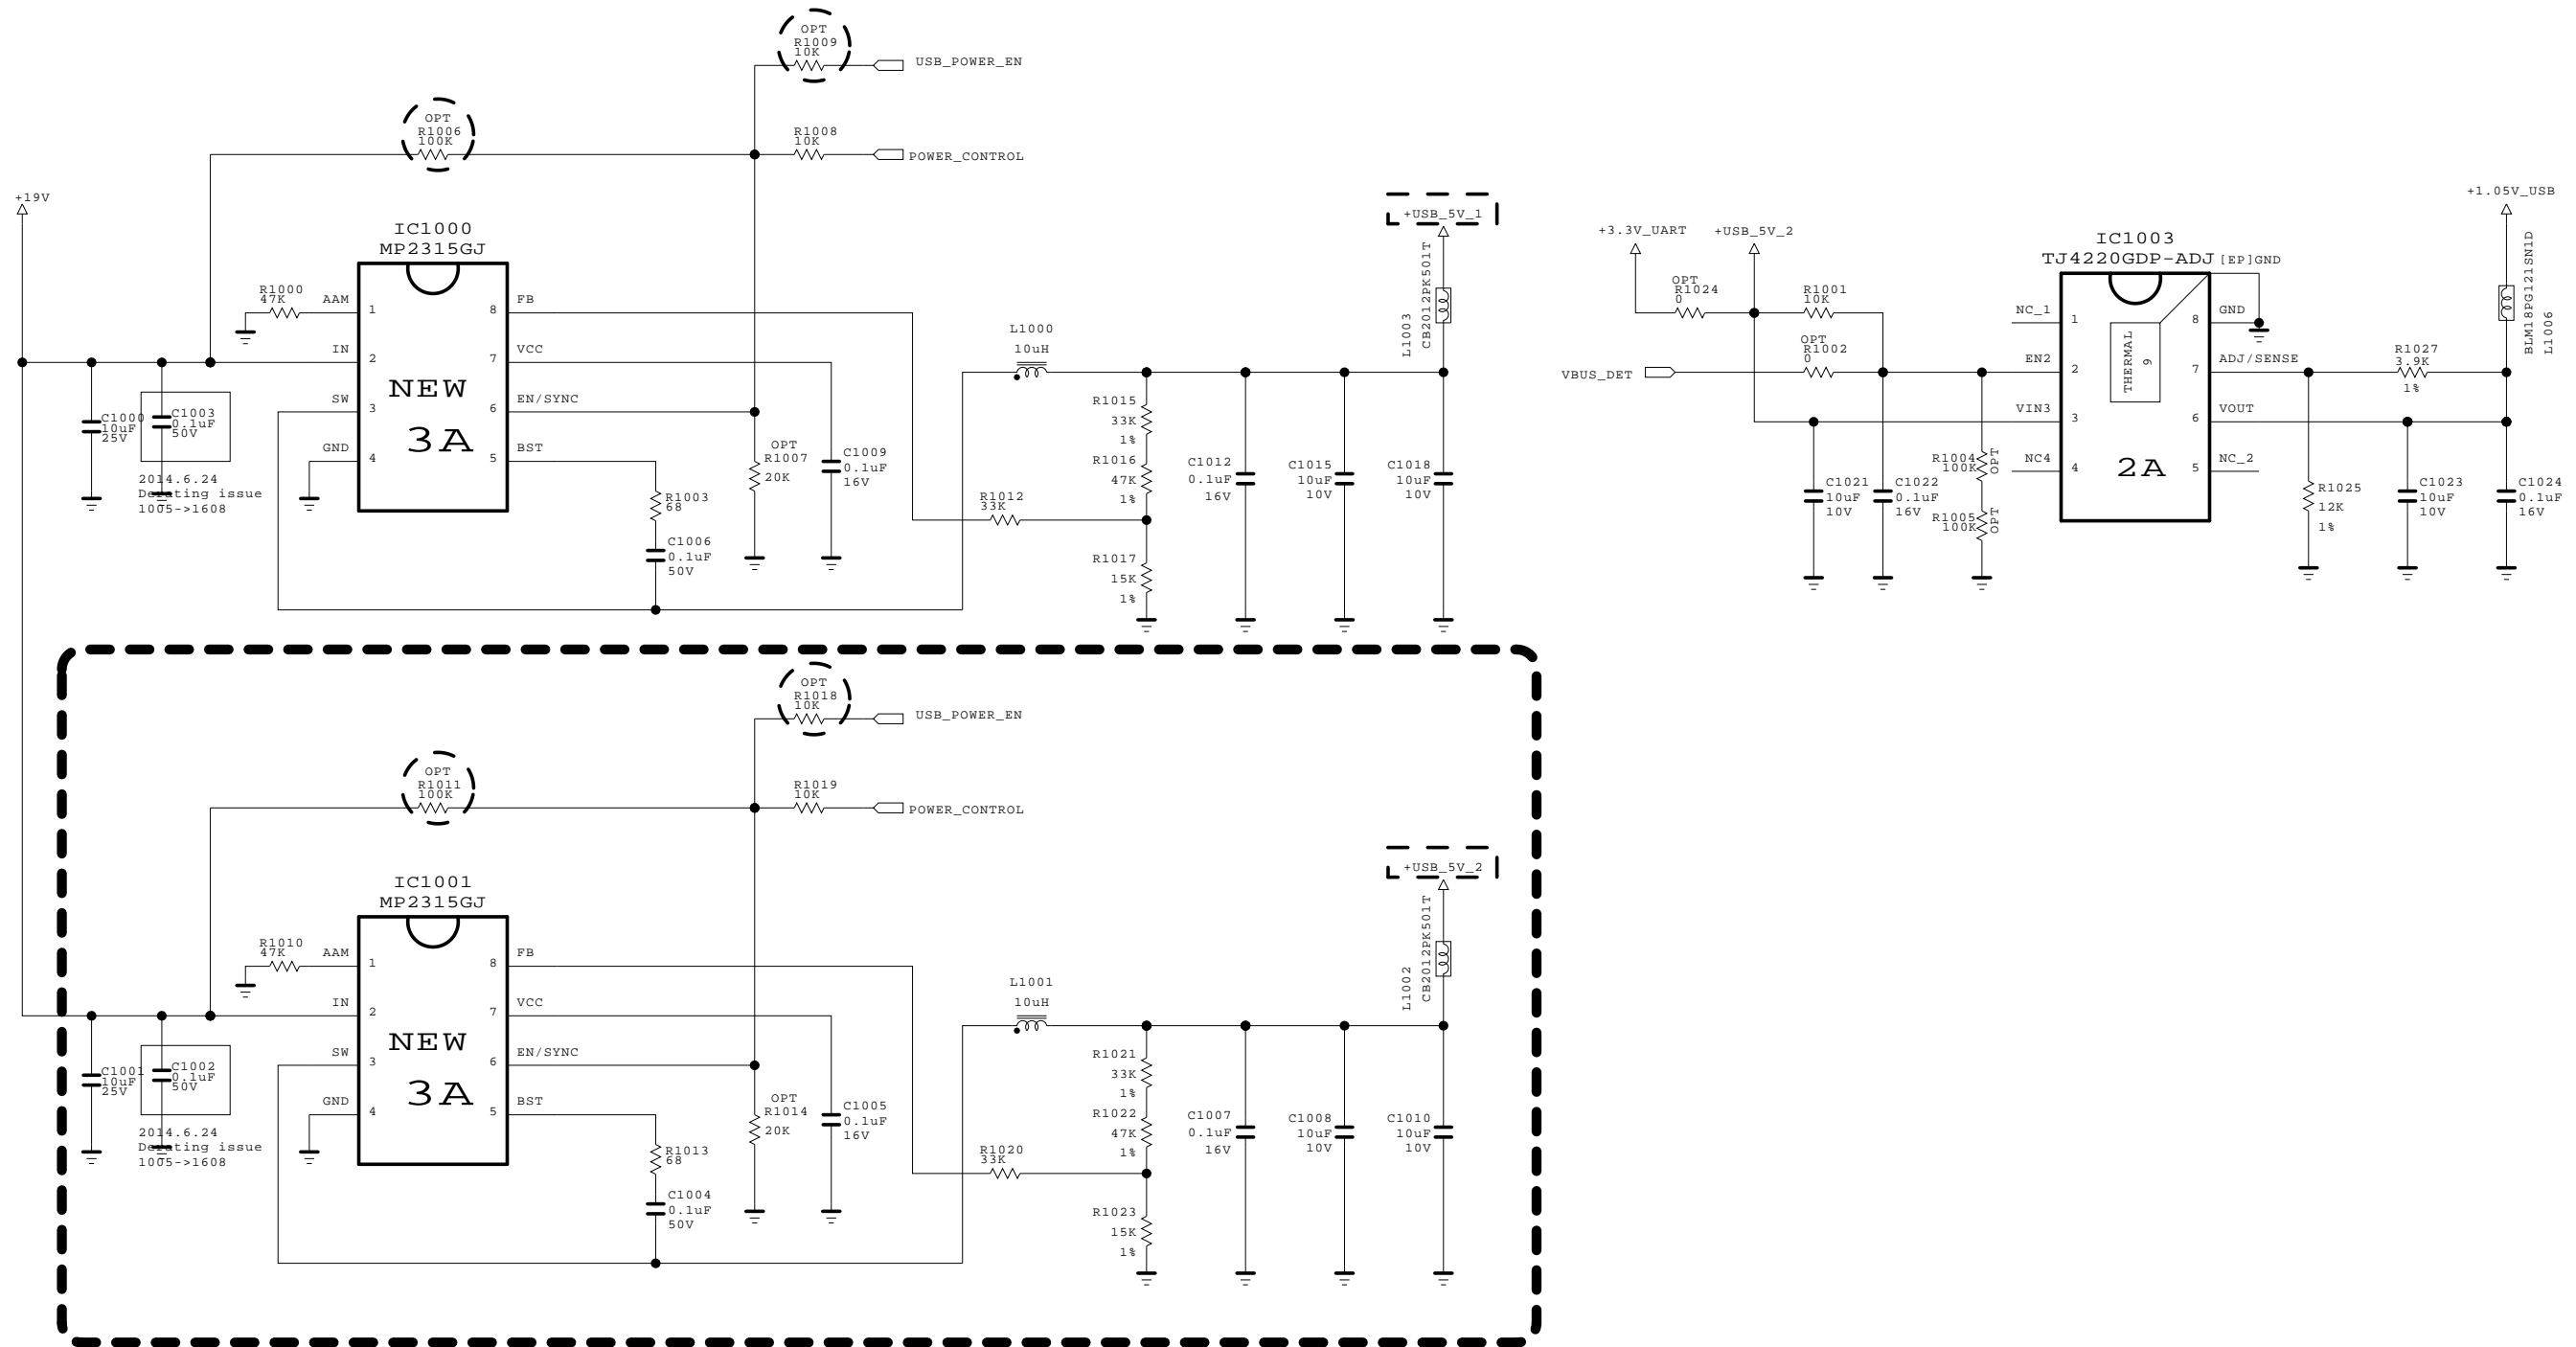 OPT
R1009
10K
USB_POWER_EN
OPT
R1006
100K
R1008
10K
POWER_CONTROL
+19V
IC1000
MP2315GJ
R1000
47K
AAM
1
IN
2
SW
3
GND
4
NEW
3A
FB
8
VCC
7
EN/SYNC
6
BST
5
C1000
10uF
25V
C1003
0.1uF
50V
2014.6.24
Derating issue
1005->1608
R1003
68
C1006
0.1uF
50V
OPT
R1007
20K
C1009
0.1uF
16V
R1012
33K
L1000
10uH
R1015
33K
1%
R1016
47K
1%
R1017
15K
1%
C1012
0.1uF
16V
C1015
10uF
10V
C1018
10uF
10V
+USB_5V_1
L1003
CB2012PK501T
+3.3V_UART
+USB_5V_2
OPT
R1024
0
R1001
10K
OPT
R1002
0
VBUS_DET
IC1003
TJ4220GDP-ADJ
[EP]GND
NC_1
1
EN2
2
VIN3
3
NC4
4
THERMAL
9
2A
GND
8
ADJ/SENSE
7
VOUT
6
NC_2
5
C1021
10uF
10V
C1022
0.1uF
16V
R1004
100K
OPT
R1005
100K
OPT
R1027
3.9K
1%
R1025
12K
1%
C1023
10uF
10V
C1024
0.1uF
16V
+1.05V_USB
BLM18PG121SN1D
L1006
OPT
R1018
10K
USB_POWER_EN
OPT
R1011
100K
R1019
10K
POWER_CONTROL
IC1001
MP2315GJ
R1010
47K
AAM
1
IN
2
SW
3
GND
4
NEW
3A
FB
8
VCC
7
EN/SYNC
6
BST
5
C1001
10uF
25V
C1002
0.1uF
50V
2014.6.24
Derating issue
1005->1608
R1013
68
C1004
0.1uF
50V
OPT
R1014
20K
C1005
0.1uF
16V
R1020
33K
L1001
10uH
R1021
33K
1%
R1022
47K
1%
R1023
15K
1%
C1007
0.1uF
16V
C1008
10uF
10V
C1010
10uF
10V
+USB_5V_2
L1002
CB2012PK501T